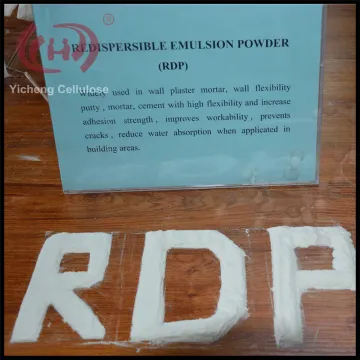 REDISPERSIBLE EMULSION POWDER
(RDP)
Yicheng Cellulose
widely used in wall plaster mortar, wall flexibility
putty , mortar, cement with high flexibility and increase
adhesion strength , improves workability , prevents
cracks , reduce water absorption when applicated in
building areas.
RDP